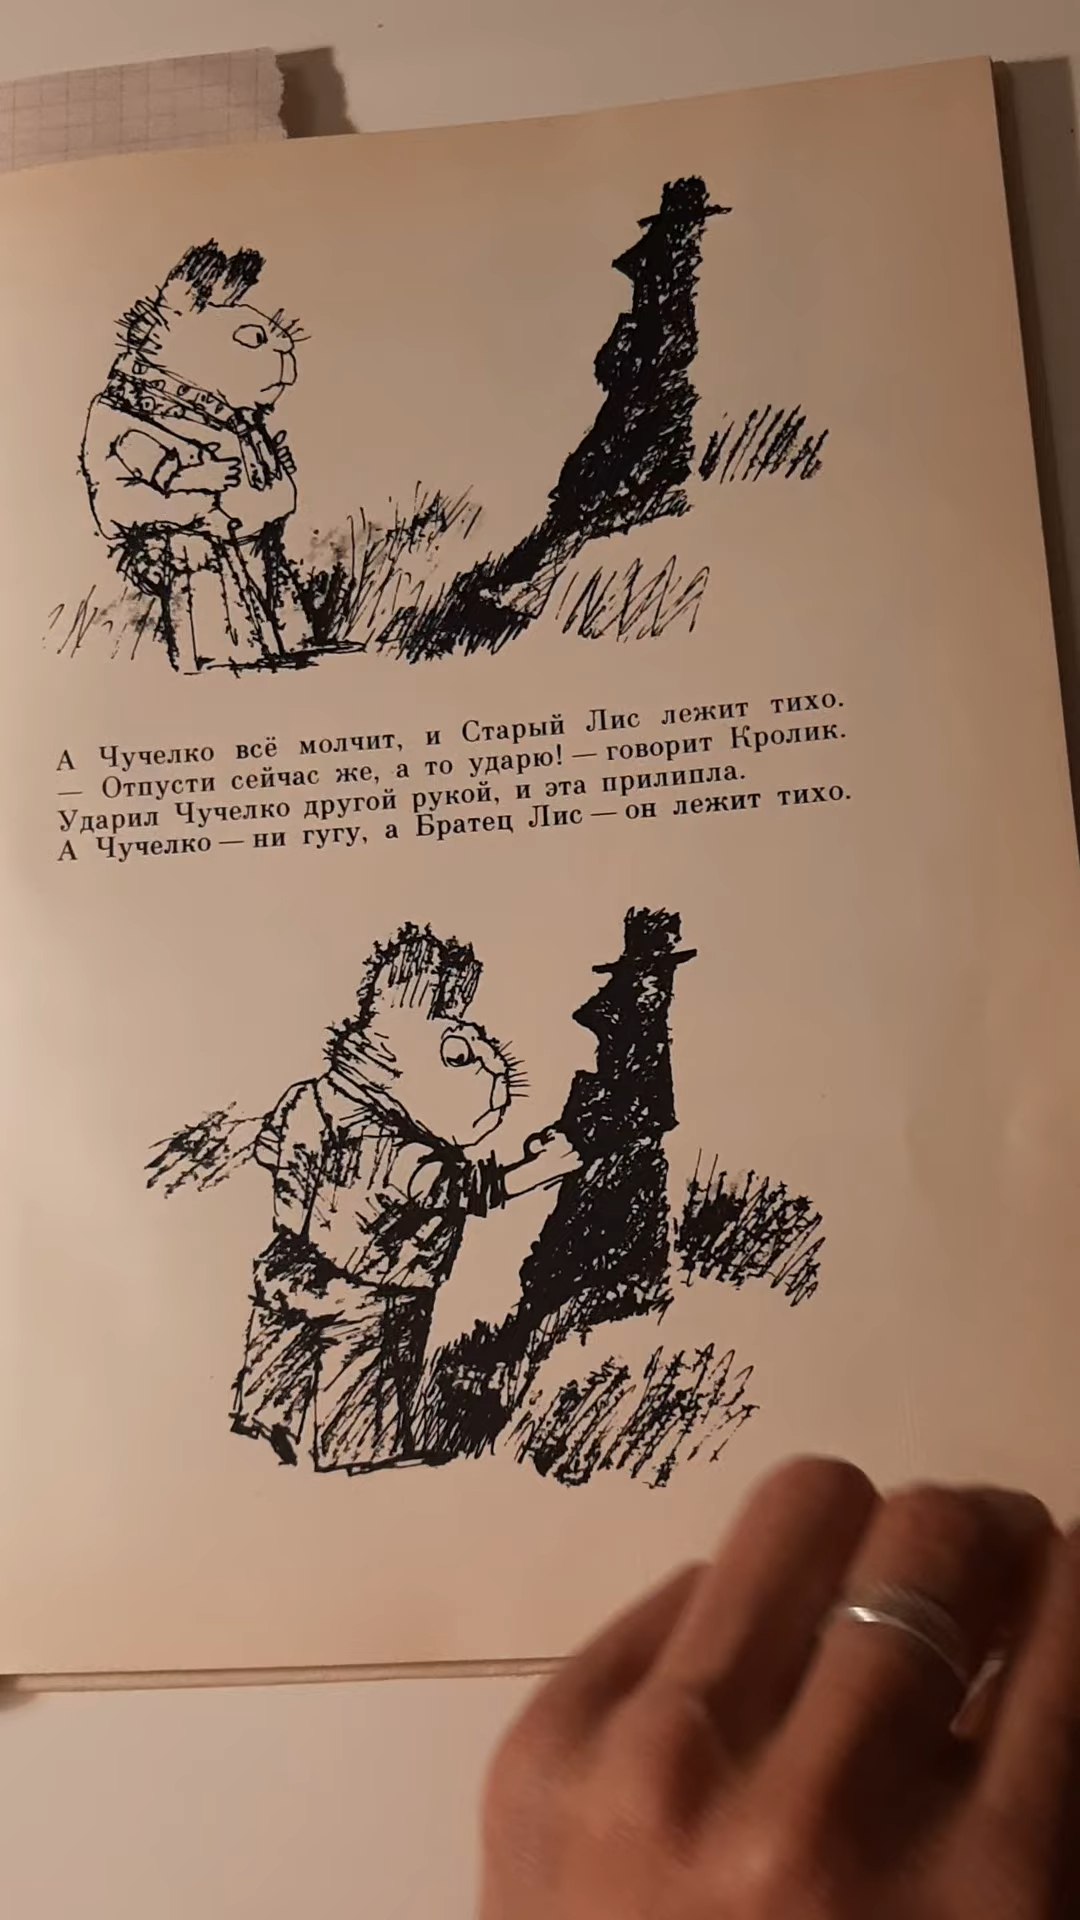 А Чучелко всё молчит, и Старый Лис лежит тихо.
— Отпусти сейчас же, а то ударю! — говорит Кролик.
Ударил Чучелко другой рукой, и эта прилипла.
А Чучелко — ни гугу, а Братец Лис — он лежит тихо.